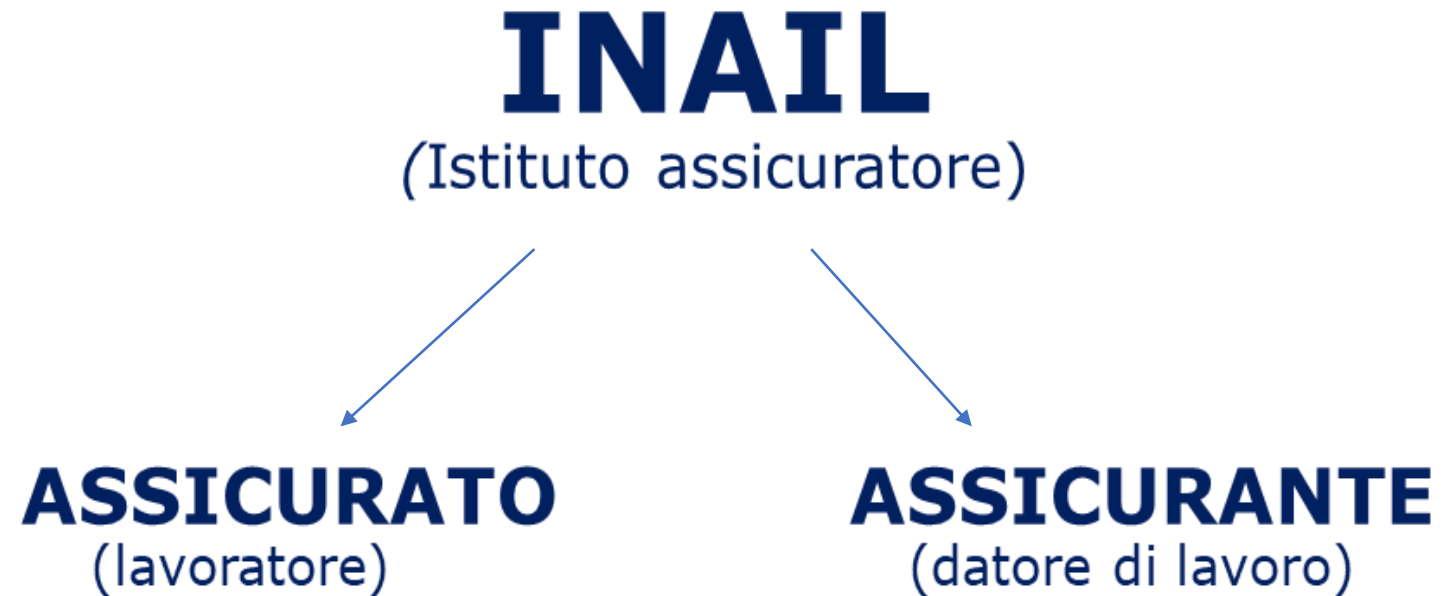 INAIL
(Istituto assicuratore)
ASSICURATO
(lavoratore)
ASSICURANTE
(datore di lavoro)